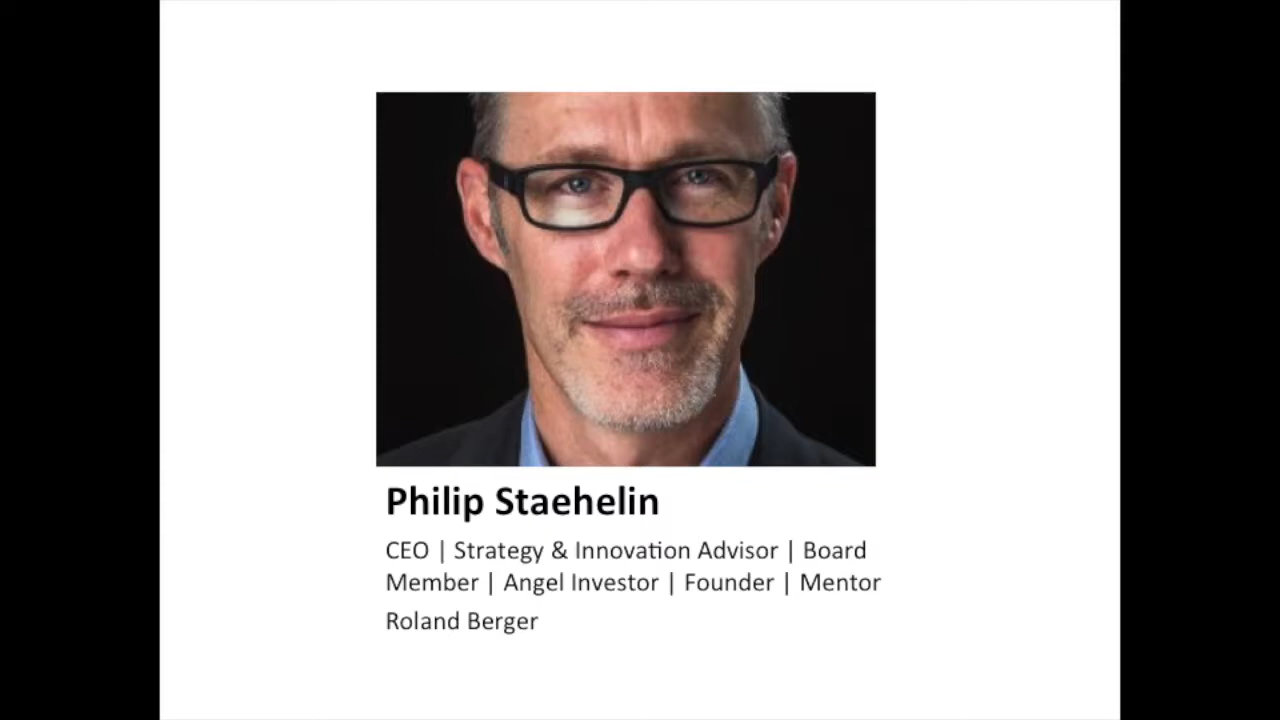 Philip Staehelin
CEO | Strategy & Innovation Advisor | Board
Member | Angel Investor | Founder | Mentor
Roland Berger